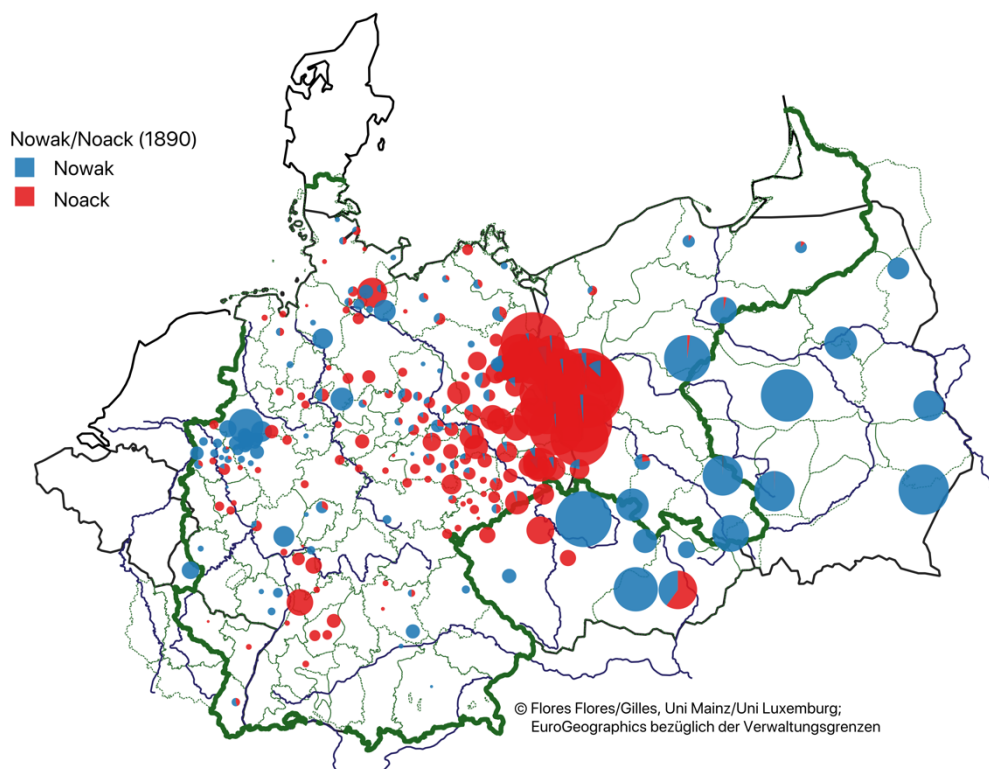 Nowak/Noack (1890)
Nowak
Noack
© Flores Flores/Gilles, Uni Mainz/Uni Luxemburg;
EuroGeographics bezüglich der Verwaltungsgrenzen